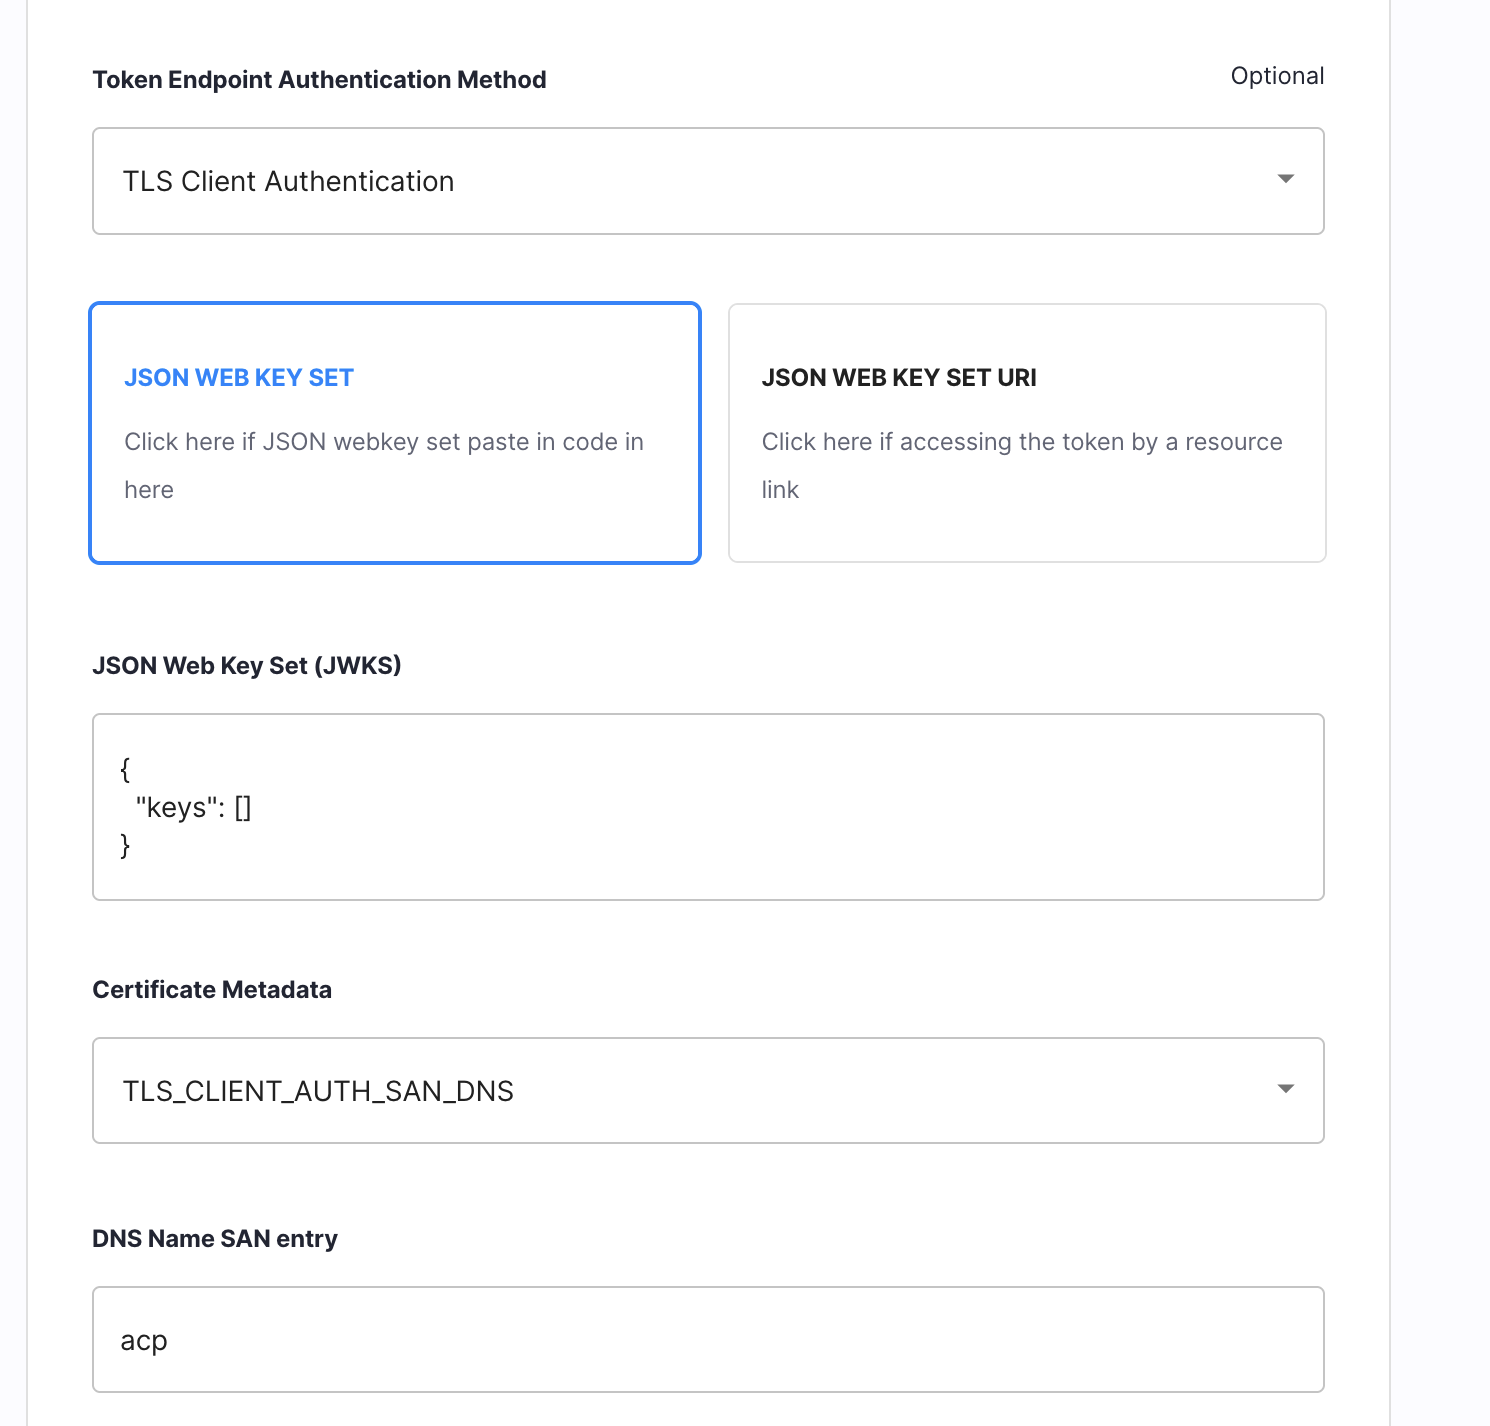 Token Endpoint Authentication Method
Optional
TLS Client Authentication
JSON WEB KEY SET
Click here if JSON webkey set paste in code in
here
JSON WEB KEY SET URI
Click here if accessing the token by a resource
link
JSON Web Key Set (JWKS)
{
  "keys": []
}
Certificate Metadata
TLS_CLIENT_AUTH_SAN_DNS
DNS Name SAN entry
acp